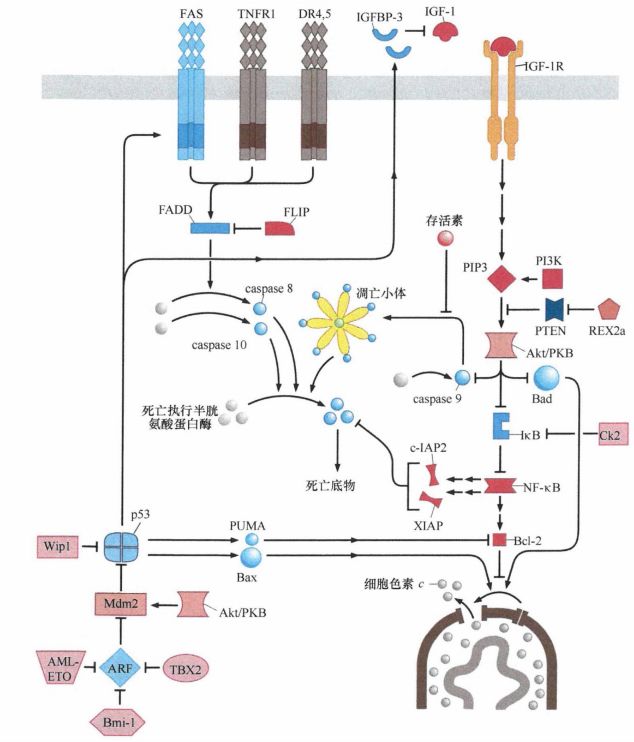 FAS
TNFR1
DR4,5
IGFBP-3
IGF-1
IGF-1R
FADD
FLIP
存活素
PIP3
PI3K
caspase 8
凋亡小体
PTEN
REX2a
caspase 10
Akt/PKB
caspase 9
Bad
死亡执行半胱
氨酸蛋白酶
IκB
Ck2
c-IAP2
死亡底物
NF-κB
XIAP
p53
PUMA
Wip1
Bcl-2
Bax
细胞色素 c
Mdm2
Akt/PKB
AML-
ETO
ARF
TBX2
Bmi-1